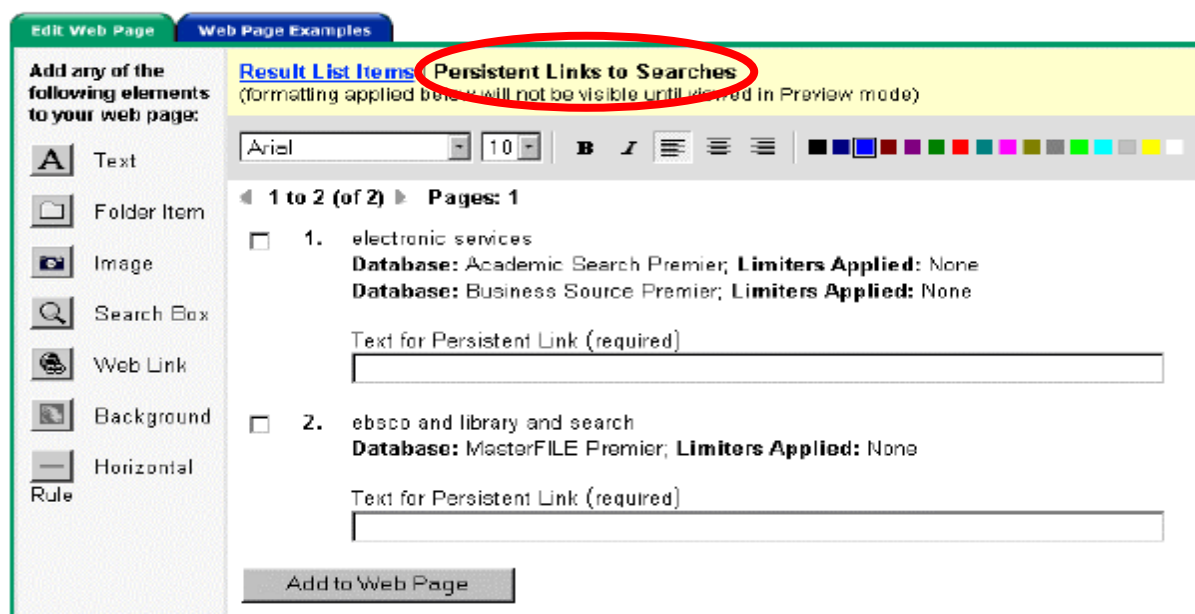 Edit Web Page
Web Page Examples
Add any of the
following elements
to your web page:
Text
Folder Item
Image
Search Box
Web Link
Background
Horizontal
Rule
Result List Items Persistent Links to Searches
(formatting applied below will not be visible until viewed in Preview mode)
Arial 10 B I
1 to 2 (of 2) Pages: 1
1. electronic services
Database: Academic Search Premier; Limiters Applied: None
Database: Business Source Premier; Limiters Applied: None
Text for Persistent Link (required)
2. ebsco and library and search
Database: MasterFILE Premier; Limiters Applied: None
Text for Persistent Link (required)
Add to Web Page